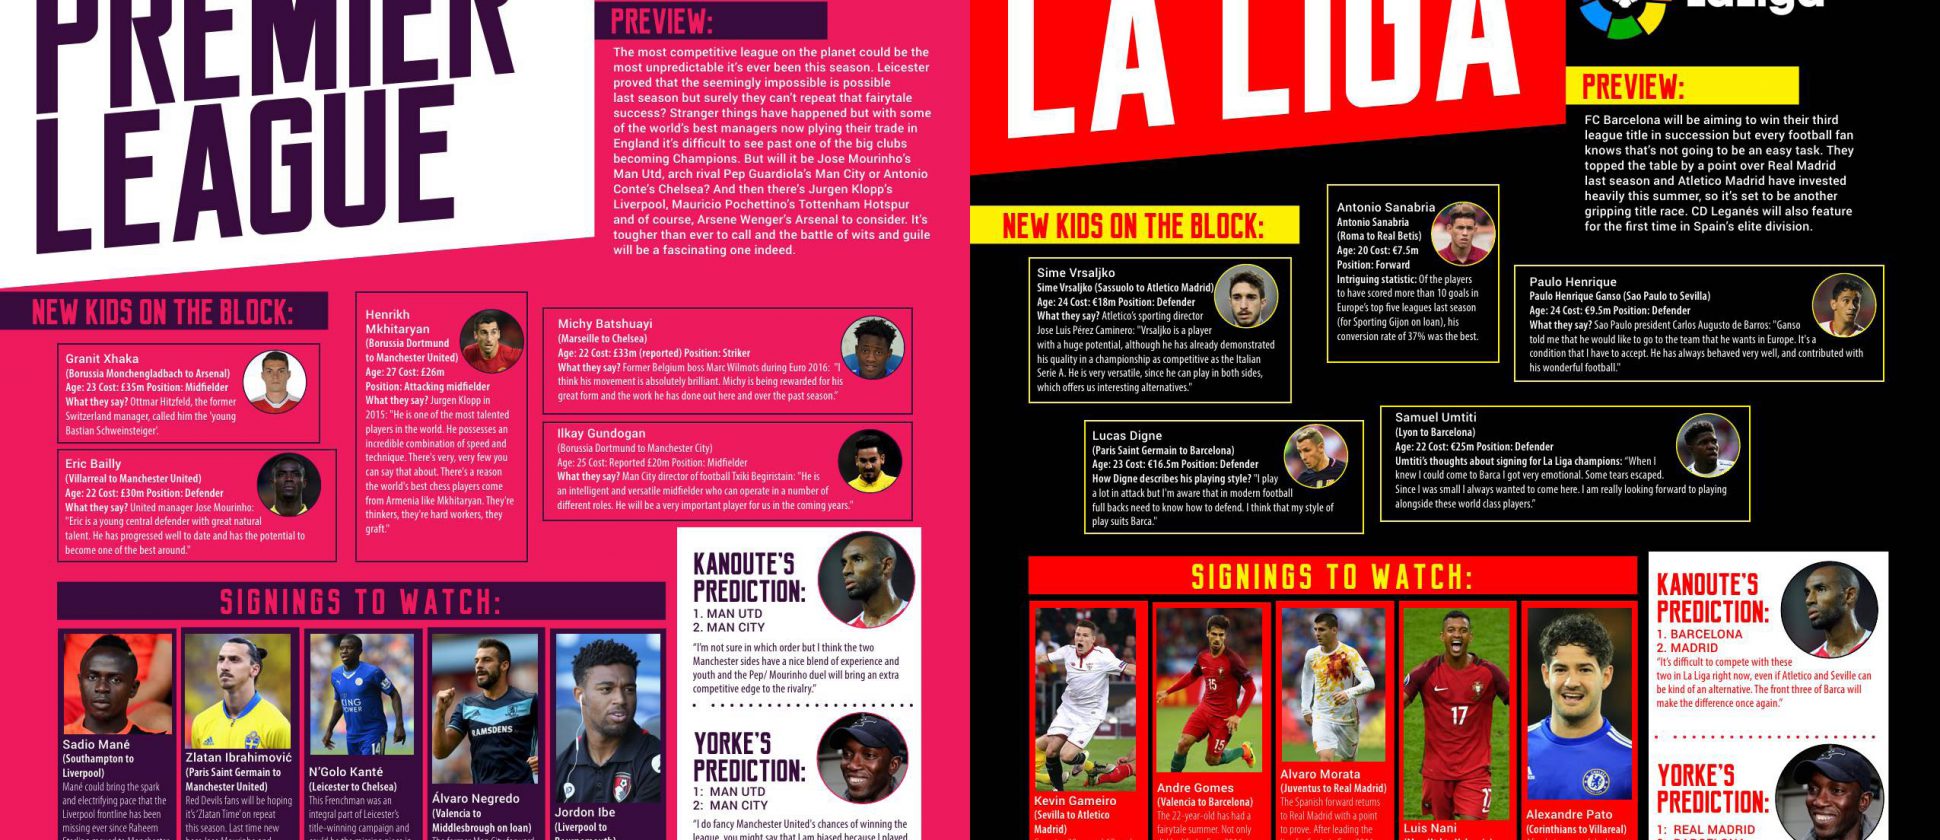 PREMIER
LEAGUE
PREVIEW:
The most competitive league on the planet could be the
most unpredictable it's ever been this season. Leicester
proved that the seemingly impossible is possible
last season but surely they can't repeat that fairytale
success? Stranger things have happened but with some
of the world's best managers now plying their trade in
England it's difficult to see past one of the big clubs
becoming Champions. But will it be Jose Mourinho's
Man Utd, arch rival Pep Guardiola's Man City or Antonio
Conte's Chelsea? And then there's Jurgen Klopp's
Liverpool, Mauricio Pochettino's Tottenham Hotspur
and of course, Arsene Wenger's Arsenal to consider. It's
tougher than ever to call and the battle of wits and guile
will be a fascinating one indeed.
NEW KIDS ON THE BLOCK:
Granit Xhaka
(Borussia Monchengladbach to Arsenal)
Age: 23 Cost: £35m Position: Midfielder
What they say? Ottmar Hitzfeld, the former
Switzerland manager, called him the 'young
Bastian Schweinsteiger'.
Eric Bailly
(Villarreal to Manchester United)
Age: 22 Cost: £30m Position: Defender
What they say? United manager Jose Mourinho:
"Eric is a young central defender with great natural
talent. He has progressed well to date and has the potential to
become one of the best around."
Henrikh
Mkhitaryan
(Borussia Dortmund
to Manchester United)
Age: 27 Cost: £26m
Position: Attacking midfielder
What they say? Jurgen Klopp in
2015: "He is one of the most talented
players in the world. He possesses an
incredible combination of speed and
technique. There's very, very few you
can say that about. There's a reason
the world's best chess players come
from Armenia like Mkhitaryan. They're
thinkers, they're hard workers, they
graft."
Michy Batshuayi
(Marseille to Chelsea)
Age: 22 Cost: £33m (reported) Position: Striker
What they say? Former Belgium boss Marc Wilmots during Euro 2016: "I
think his movement is absolutely brilliant. Michy is being rewarded for his
great form and the work he has done out here and over the past season."
Ilkay Gundogan
(Borussia Dortmund to Manchester City)
Age: 25 Cost: Reported £20m Position: Midfielder
What they say? Man City director of football Txiki Begiristain: "He is
an intelligent and versatile midfielder who can operate in a number of
different roles. He will be a very important player for us in the coming years."
SIGNINGS TO WATCH:
Sadio Mané
(Southampton to
Liverpool)
Mané could bring the spark
and electrifying pace that the
Liverpool frontline has been
missing ever since Raheem
Zlatan Ibrahimović
(Paris Saint Germain to
Manchester United)
Red Devils fans will be hoping
it's 'Zlatan Time' on repeat
this season. Last time new
KING
POWER
14
N'Golo Kanté
(Leicester to Chelsea)
This Frenchman was an
integral part of Leicester's
title-winning campaign and
RAMSDENS
Álvaro Negredo
(Valencia to
Middlesbrough on loan)
Jordon Ibe
(Liverpool to
KANOUTE'S
PREDICTION:
1. MAN UTD
2. MAN CITY
"I'm not sure in which order but I think the two
Manchester sides have a nice blend of experience and
youth and the Pep/ Mourinho duel will bring an extra
competitive edge to the rivalry."
YORKE'S
PREDICTION:
1: MAN UTD
2: MAN CITY
"I do fancy Manchester United's chances of winning the
league, you might say that I am biased because I played
LA LIGA
LaLiga
PREVIEW:
FC Barcelona will be aiming to win their third
league title in succession but every football fan
knows that's not going to be an easy task. They
topped the table by a point over Real Madrid
last season and Atletico Madrid have invested
heavily this summer, so it's set to be another
gripping title race. CD Leganés will also feature
for the first time in Spain's elite division.
NEW KIDS ON THE BLOCK:
Sime Vrsaljko
Sime Vrsaljko (Sassuolo to Atletico Madrid)
Age: 24 Cost: €18m Position: Defender
What they say? Atletico's sporting director
Jose Luis Pérez Caminero: "Vrsaljko is a player
with a huge potential, although he has already demonstrated
his quality in a championship as competitive as the Italian
Serie A. He is very versatile, since he can play in both sides,
which offers us interesting alternatives."
Antonio Sanabria
Antonio Sanabria
(Roma to Real Betis)
Age: 20 Cost: €7.5m
Position: Forward
Intriguing statistic: Of the players
to have scored more than 10 goals in
Europe's top five leagues last season
(for Sporting Gijon on loan), his
conversion rate of 37% was the best.
Paulo Henrique
Paulo Henrique Ganso (Sao Paulo to Sevilla)
Age: 24 Cost: €9.5m Position: Defender
What they say? Sao Paulo president Carlos Augusto de Barros: "Ganso
told me that he would like to go to the team that he wants in Europe. It's a
condition that I have to accept. He has always behaved very well, and contributed with
his wonderful football."
Lucas Digne
(Paris Saint Germain to Barcelona)
Age: 23 Cost: €16.5m Position: Defender
How Digne describes his playing style? "I play
a lot in attack but I'm aware that in modern football
full backs need to know how to defend. I think that my style of
play suits Barca."
Samuel Umtiti
(Lyon to Barcelona)
Age: 22 Cost: €25m Position: Defender
Umtiti's thoughts about signing for La Liga champions: "When I
knew I could come to Barca I got very emotional. Some tears escaped.
Since I was small I always wanted to come here. I am really looking forward to playing
alongside these world class players."
SIGNINGS TO WATCH:
Kevin Gameiro
(Sevilla to Atletico
Madrid)
15
15
Andre Gomes
(Valencia to Barcelona)
The 22-year-old has had a
fairytale summer. Not only
Alvaro Morata
(Juventus to Real Madrid)
The Spanish forward returns
to Real Madrid with a point
to prove. After leading the
17
17
Luis Nani
Alexandre Pato
(Corinthians to Villareal)
KANOUTE'S
PREDICTION:
1. BARCELONA
2. MADRID
"It's difficult to compete with these
two in La Liga right now, even if Atletico and Seville can
be kind of an alternative. The front three of Barca will
make the difference once again."
YORKE'S
PREDICTION:
1: REAL MADRID